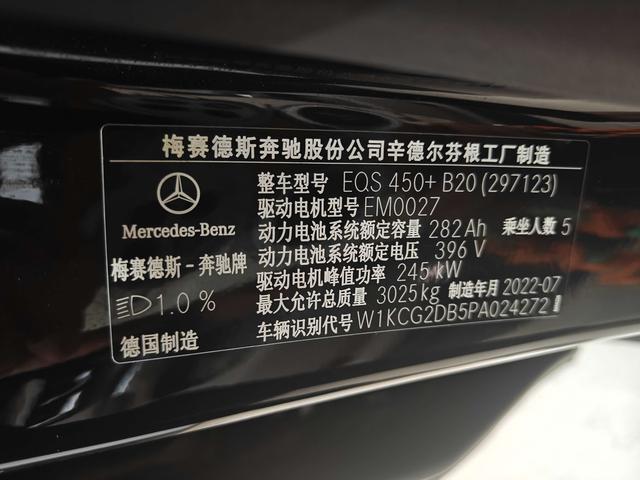 梅赛德斯奔驰股份公司辛德尔芬根工厂制造
整车型号 EQS 450+ B20 (297123)
驱动电机型号 EM0027
动力电池系统额定容量 282 Ah 乘坐人数 5
动力电池系统额定电压 396 V
驱动电机峰值功率 245 kW
最大允许总质量 3025kg 制造年月 2022-07
车辆识别代号 W1KCG2DB5PA024272
Mercedes-Benz
梅赛德斯-奔驰牌
1.0 %
德国制造